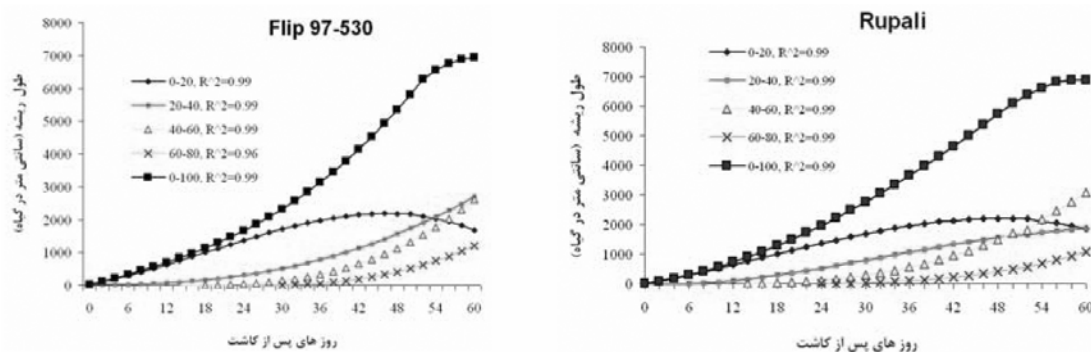 Flip 97-530
8000
7000
6000
5000
4000
3000
2000
1000
0
طول ریشه (سانتی متر در گیاه)
0-20, R^2=0.99
20-40, R^2=0.99
40-60, R^2=0.99
60-80, R^2=0.96
0-100, R^2=0.99
0 6 12 18 24 30 36 42 48 54 60
روز های پس از کاشت
Rupali
8000
7000
6000
5000
4000
3000
2000
1000
0
طول ریشه (سانتی متر در گیاه)
0-20, R^2=0.99
20-40, R^2=0.99
40-60, R^2=0.99
60-80, R^2=0.99
0-100, R^2=0.99
0 6 12 18 24 30 36 42 48 54 60
روز های پس از کاشت